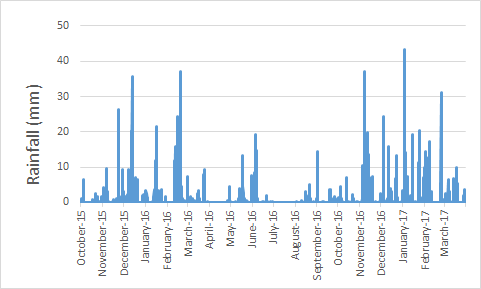 50
40
30
20
10
0
Rainfall (mm)
October-15
November-15
December-15
January-16
February-16
March-16
April-16
May-16
June-16
July-16
August-16
September-16
October-16
November-16
December-16
January-17
February-17
March-17